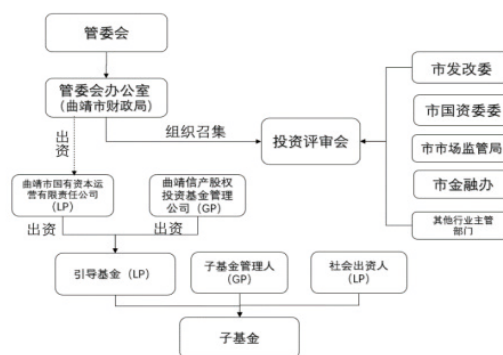 管委会
管委会办公室
(曲靖市财政局)
出
资
组织召集
投资评审会
市发改委
市国资委委
市市场监管局
市金融办
其他行业主管
部门
曲靖市国有资本运
营有限责任公司
(LP)
曲靖信产股权
投资基金管理
公司(GP)
出资
出资
引导基金(LP)
子基金管理人
(GP)
社会出资人
(LP)
子基金